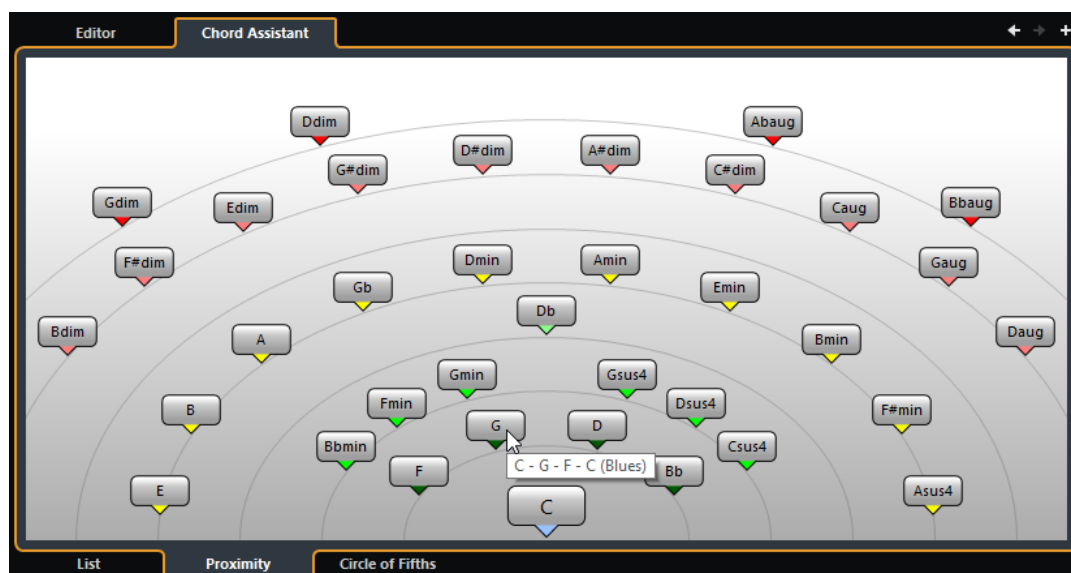 Editor
Chord Assistant
Ddim
Abaug
D#dim
A#dim
G#dim
C#dim
Gdim
Edim
Caug
Bbaug
F#dim
Dmin
Amin
Gaug
Gb
Emin
Db
Bdim
A
Bmin
Daug
Gmin
Gsus4
B
Fmin
Dsus4
F#min
G
D
Bbmin
Csus4
C - G - F - C (Blues)
F
Bb
E
Asus4
C
List
Proximity
Circle of Fifths